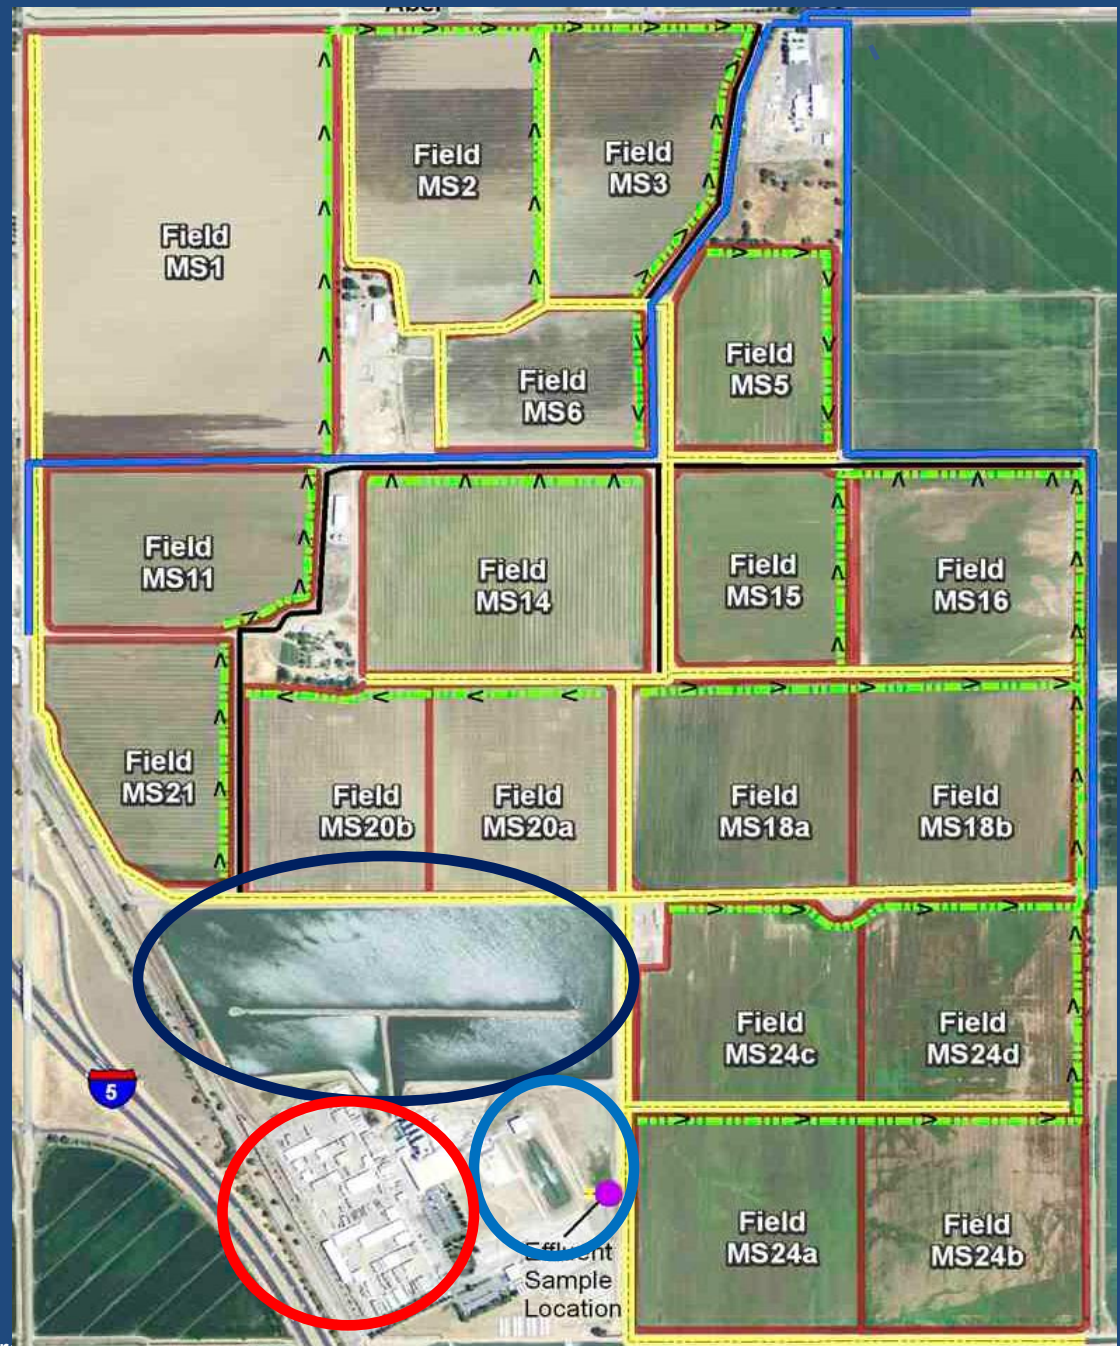 Field
MS1
Field
MS2
Field
MS3
Field
MS5
Field
MS6
Field
MS11
Field
MS14
Field
MS15
Field
MS16
Field
MS21
Field
MS20b
Field
MS20a
Field
MS18a
Field
MS18b
Field
MS24c
Field
MS24d
5
Field
MS24a
Field
MS24b
Effluent
Sample
Location